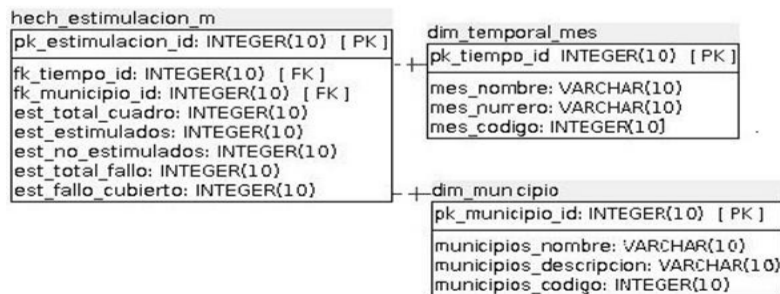 hech_estimulacion_m
pk_estimulacion_id: INTEGER(10) [ PK ]
fk_tiempo_id: INTEGER(10) [ FK ]
fk_municipio_id: INTEGER(10) [ FK ]
est_total_cuadro: INTEGER(10)
est_estimulados: INTEGER(10)
est_no_estimulados: INTEGER(10)
est_total_fallo: INTEGER(10)
est_fallo_cubierto: INTEGER(10)
dim_temporal_mes
pk_tiempo_id INTEGER(10) [ PK ]
mes_nombre: VARCHAR(10)
mes_numero: VARCHAR(10)
mes_codigo: INTEGER(10)
dim_mun cipio
pk_municipio_id: INTEGER(10) [ PK ]
municipios_nombre: VARCHAR(10)
municipios_descripcion: VARCHAR(10)
municipios_codigo: INTEGER(10)